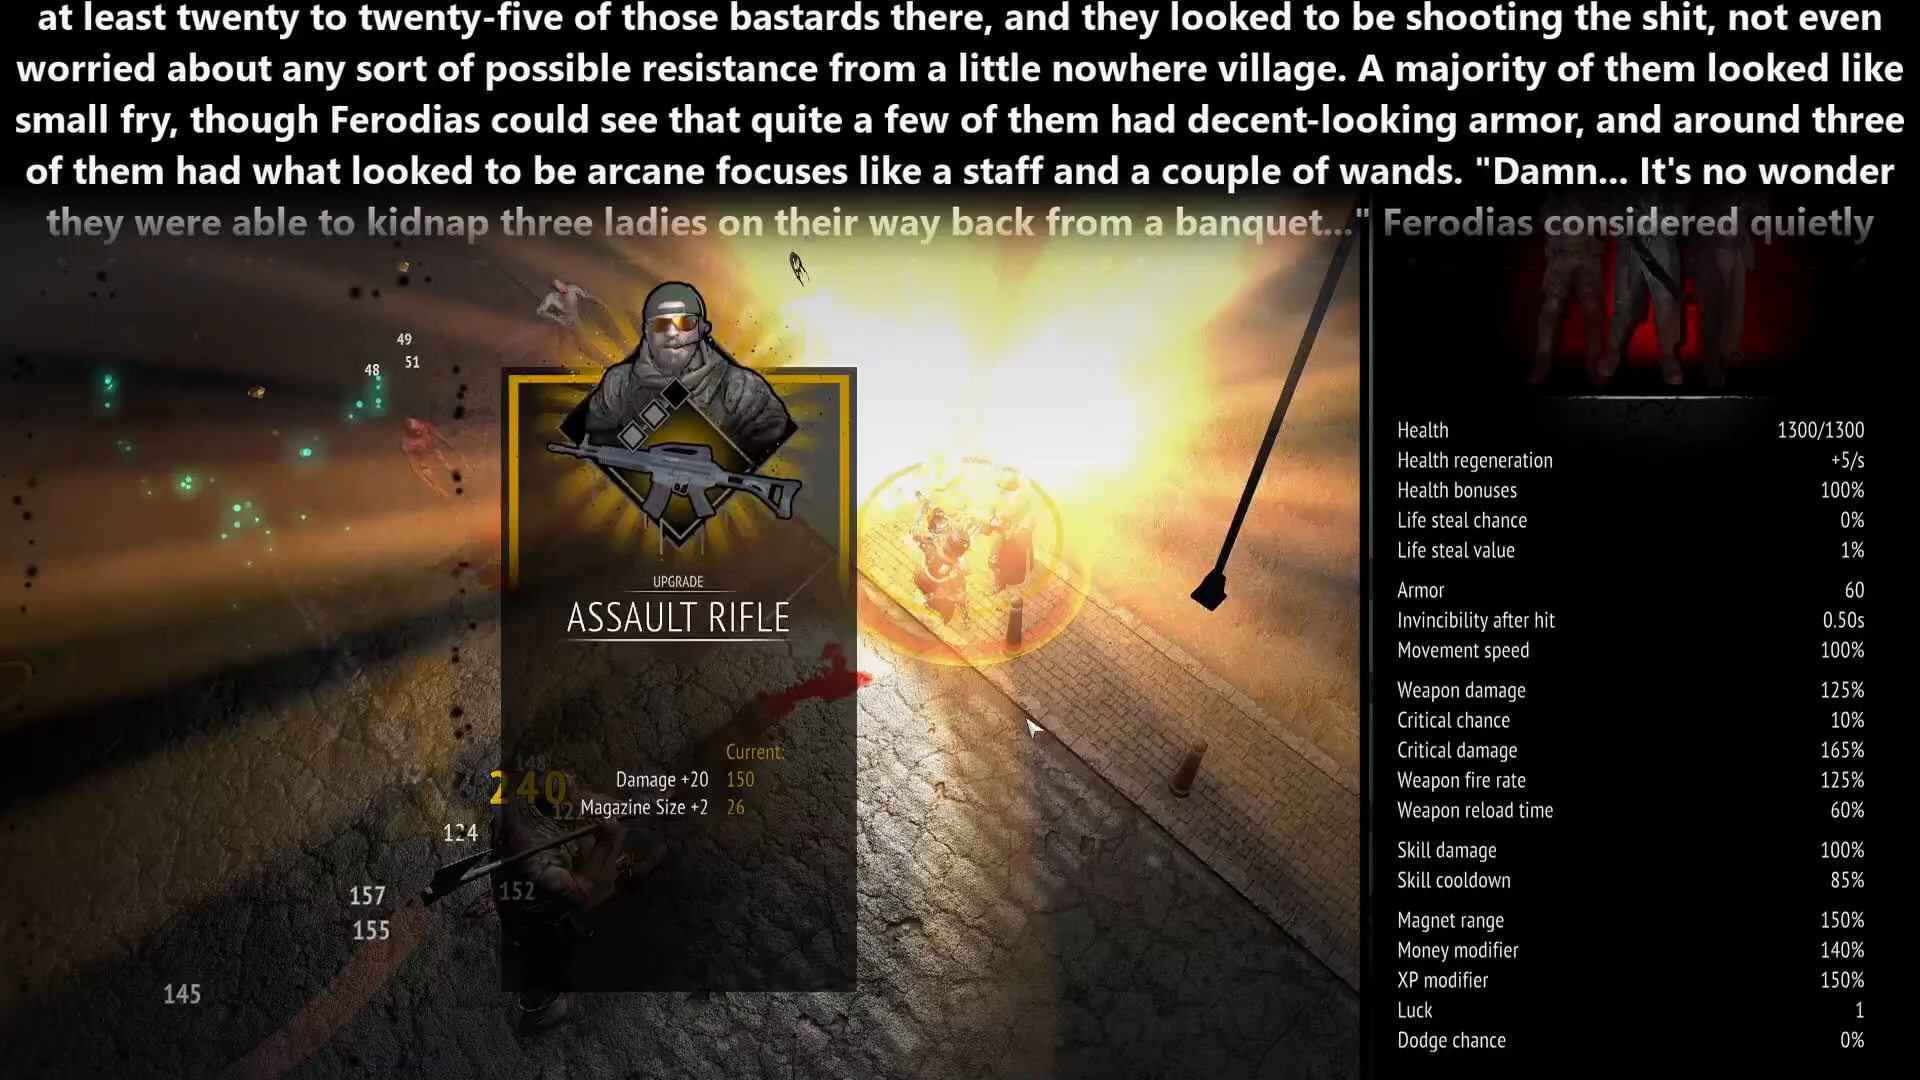 at least twenty to twenty-five of those bastards there, and they looked to be shooting the shit, not even
worried about any sort of possible resistance from a little nowhere village. A majority of them looked like
small fry, though Ferodias could see that quite a few of them had decent-looking armor, and around three
of them had what looked to be arcane focuses like a staff and a couple of wands. "Damn... It's no wonder
they were able to kidnap three ladies on their way back from a banquet..." Ferodias considered quietly
49
48
51
UPGRADE
ASSAULT RIFLE
Current:
Damage +20 150
Magazine Size +2 26
148
240
124
157
152
155
145
Health 1300/1300
Health regeneration +5/s
Health bonuses 100%
Life steal chance 0%
Life steal value 1%
Armor 60
Invincibility after hit 0.50s
Movement speed 100%
Weapon damage 125%
Critical chance 10%
Critical damage 165%
Weapon fire rate 125%
Weapon reload time 60%
Skill damage 100%
Skill cooldown 85%
Magnet range 150%
Money modifier 140%
XP modifier 150%
Luck 1
Dodge chance 0%